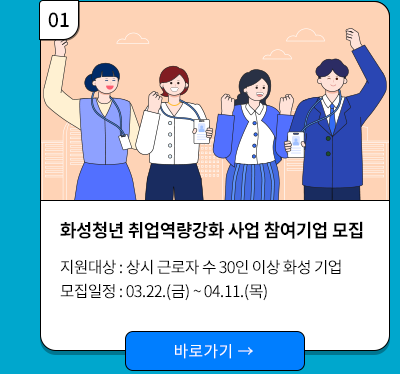 01
화성청년 취업역량강화 사업 참여기업 모집
지원대상 : 상시 근로자 수 30인 이상 화성 기업
모집일정 : 03.22.(금) ~ 04.11.(목)
바로가기 →